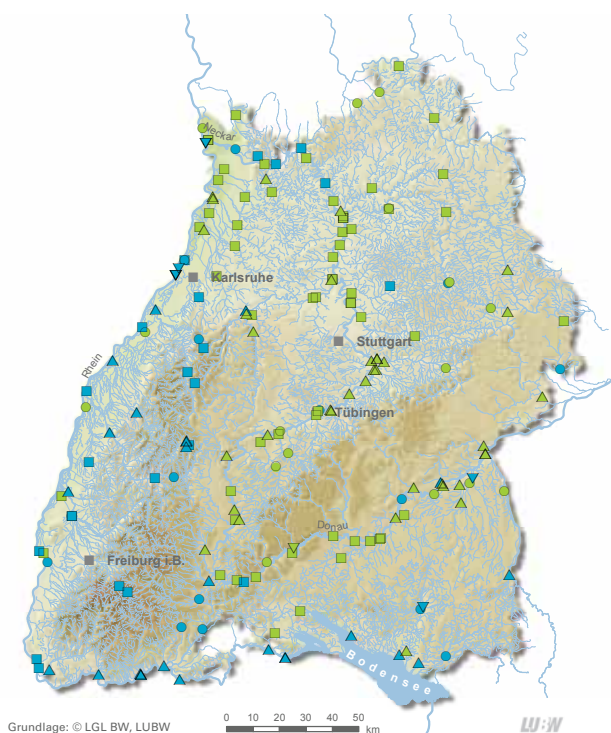 Neckar
Karlsruhe
Stuttgart
Rhein
Tübingen
Donau
Freiburg i.B.
Bodensee
0 10 20 30 40 50
km
Grundlage: © LGL BW, LUBW
LUBW